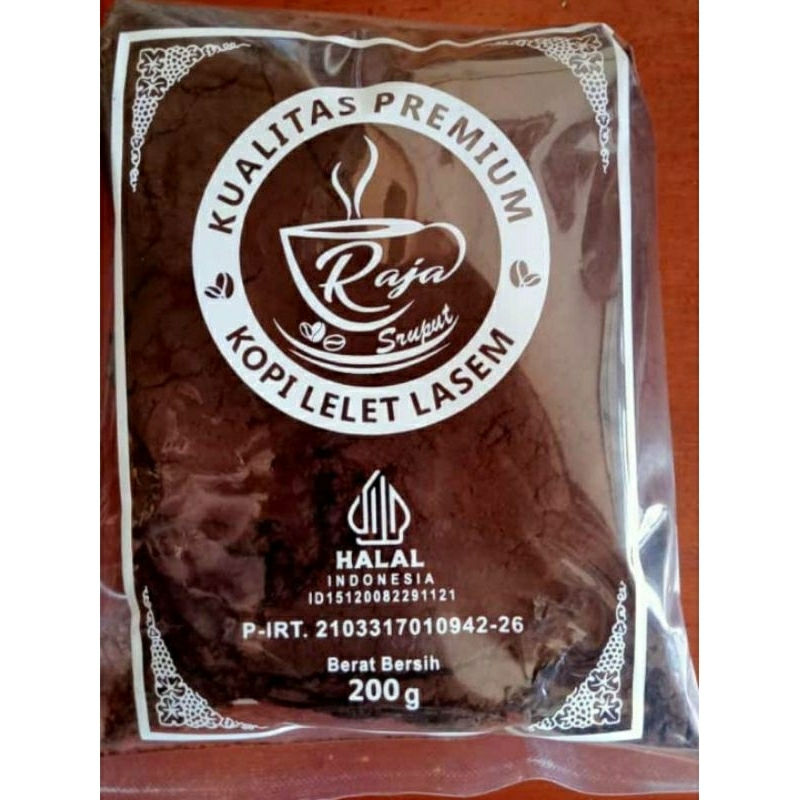 KUALITAS PREMIUM
Raja
Sruput
KOPI LELET LASEM
HALAL
INDONESIA
ID15120082291121
P-IRT. 2103317010942-26
Berat Bersih
200 g